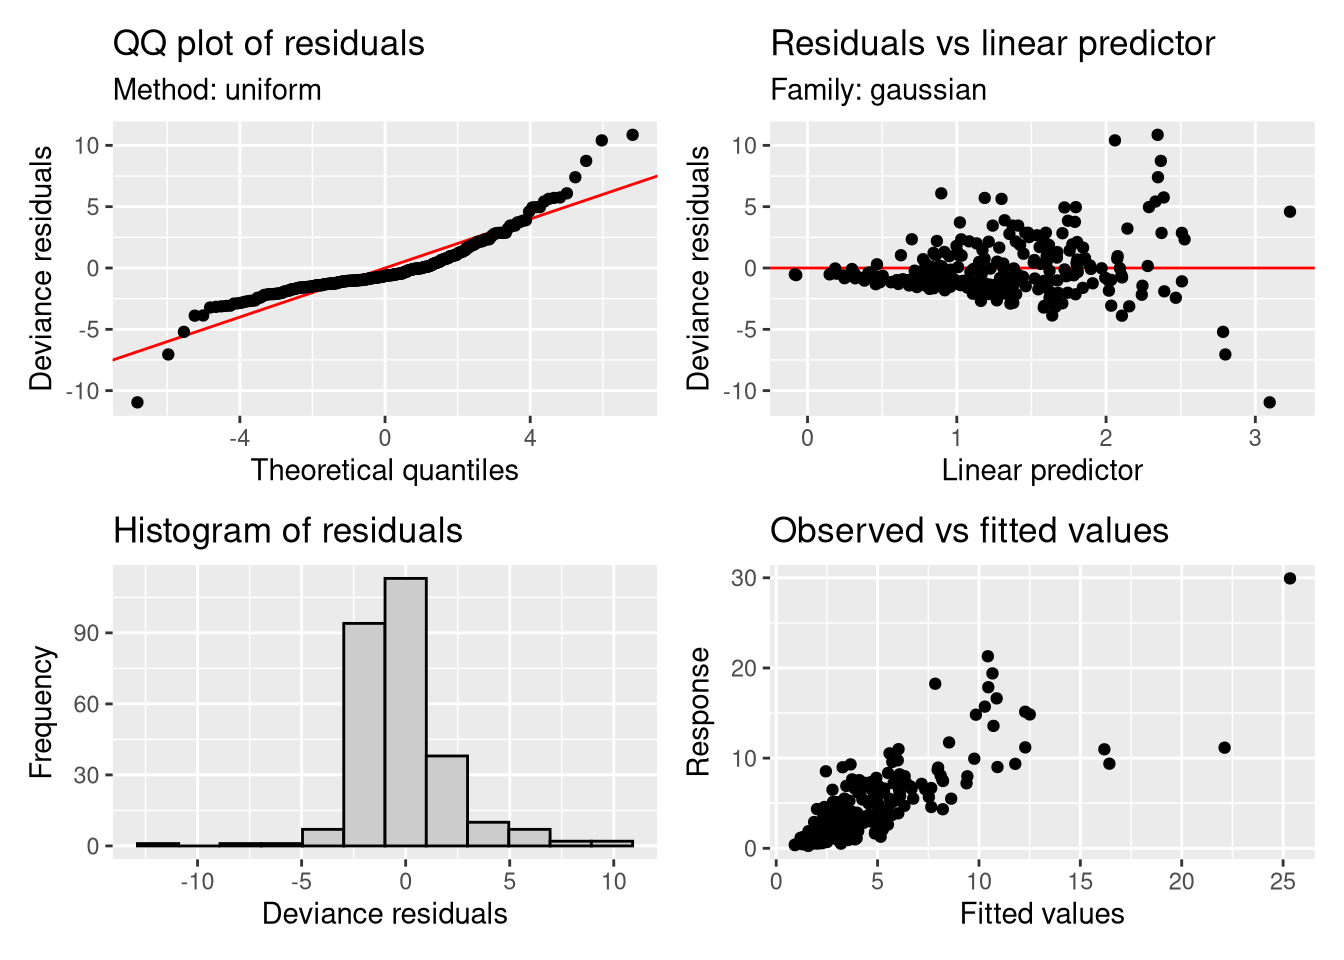 QQ plot of residuals
Method: uniform
10
5
0
-5
-10
Deviance residuals
-4
0
4
Theoretical quantiles
Residuals vs linear predictor
Family: gaussian
10
5
0
-5
-10
Deviance residuals
0
1
2
3
Linear predictor
Histogram of residuals
90
60
30
0
Frequency
-10
-5
0
5
10
Deviance residuals
Observed vs fitted values
30
20
10
0
Response
0
5
10
15
20
25
Fitted values